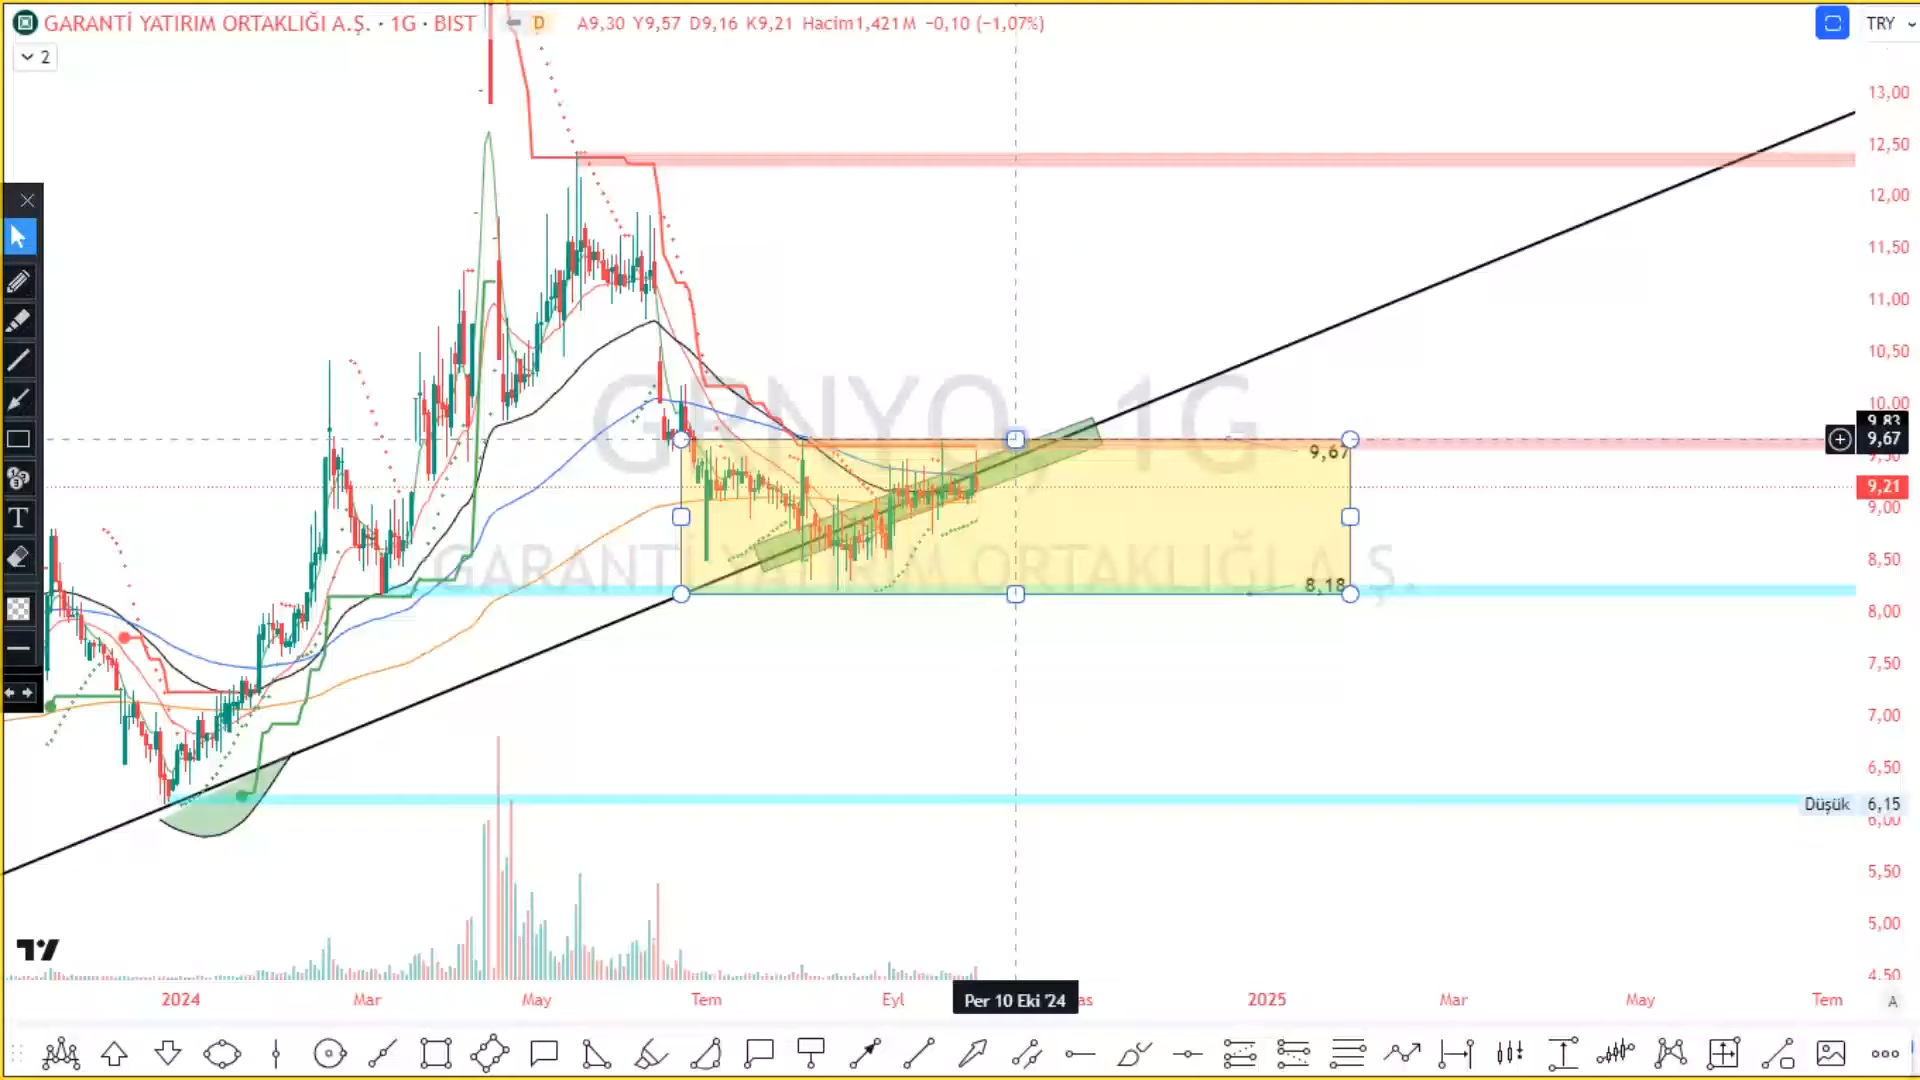 GARANTİ YATIRIM ORTAKLIĞI A.Ş. · 1G · BIST
D
A9,30 Y9,57 D9,16 K9,21 Hacim1,421M −0,10 (−1,07%)
TRY
2
13,00
12,50
12,00
11,50
11,00
10,50
10,00
GRNYO, 1G
GARANTİ YATIRIM ORTAKLIĞI A.Ş.
9,83
9,67
9,67
9,50
9,21
9,00
8,50
8,18
8,00
7,50
7,00
6,50
Düşük 6,15
6,00
5,50
5,00
4,50
T
2024
Mar
May
Tem
Eyl
Per 10 Eki '24
2025
Mar
May
Tem
A